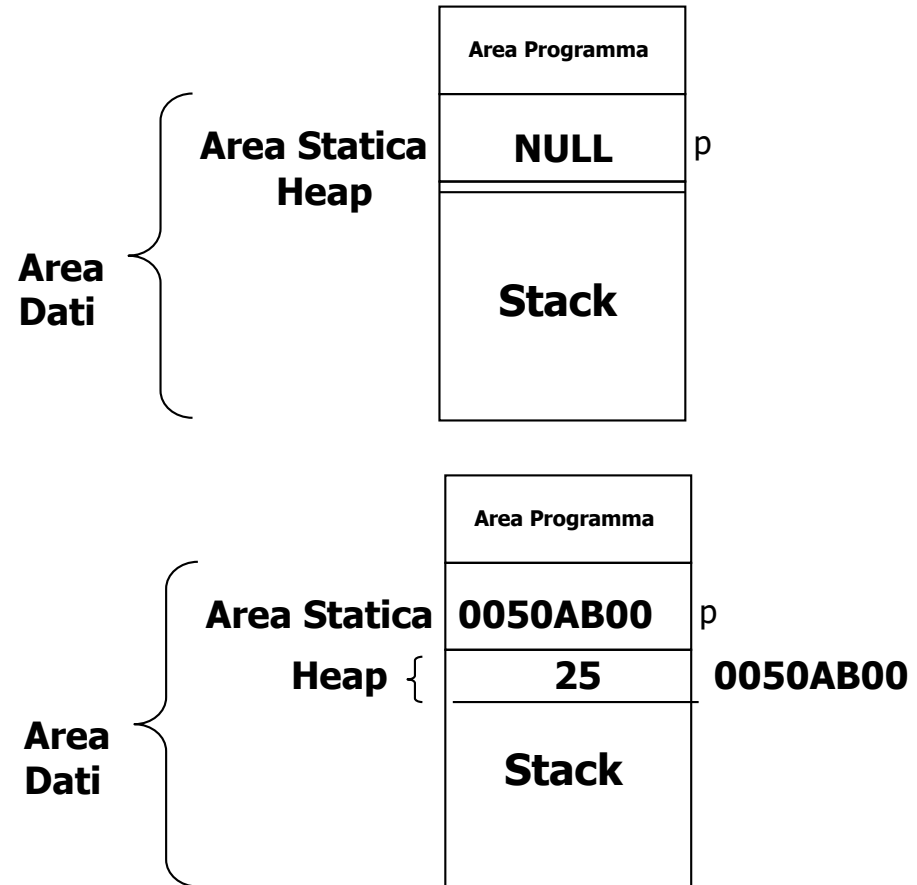 Area Programma
Area Statica NULL p
Heap
Area
Dati
Stack
Area Programma
Area Statica 0050AB00 p
Heap 25 0050AB00
Area
Dati
Stack